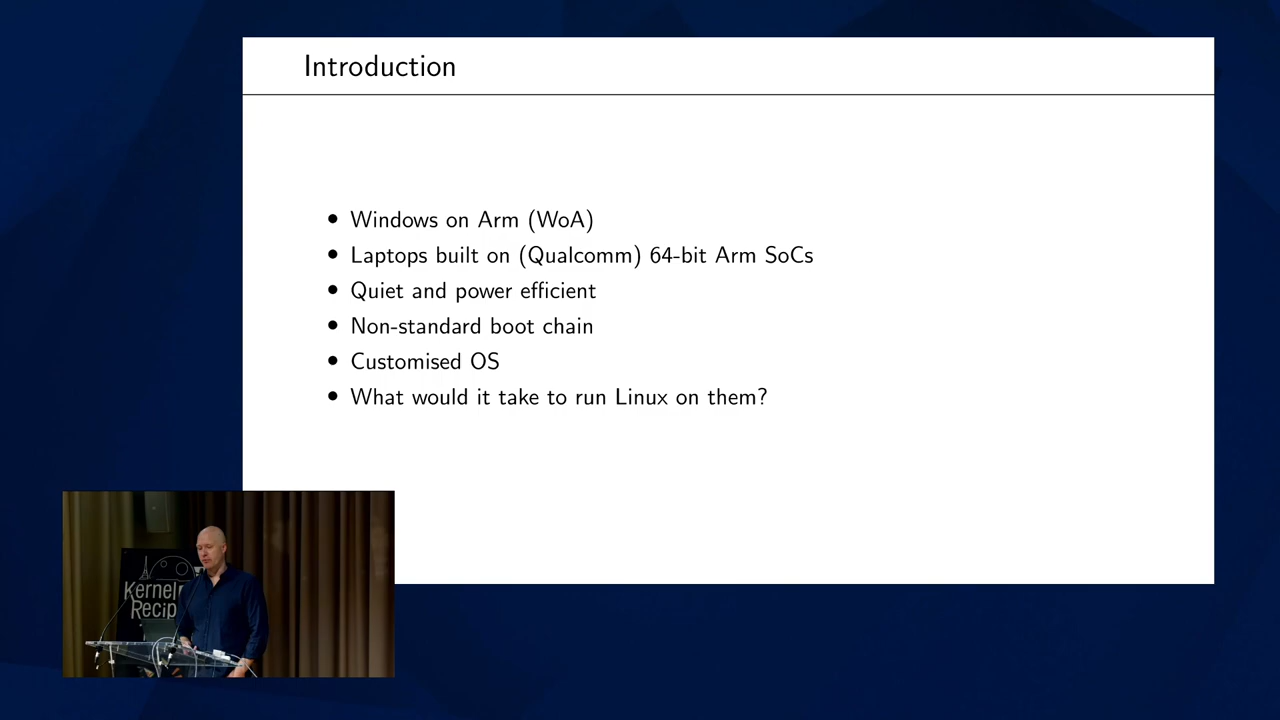 Introduction
• Windows on Arm (WoA)
• Laptops built on (Qualcomm) 64-bit Arm SoCs
• Quiet and power efficient
• Non-standard boot chain
• Customised OS
• What would it take to run Linux on them?
Kernel
Recip